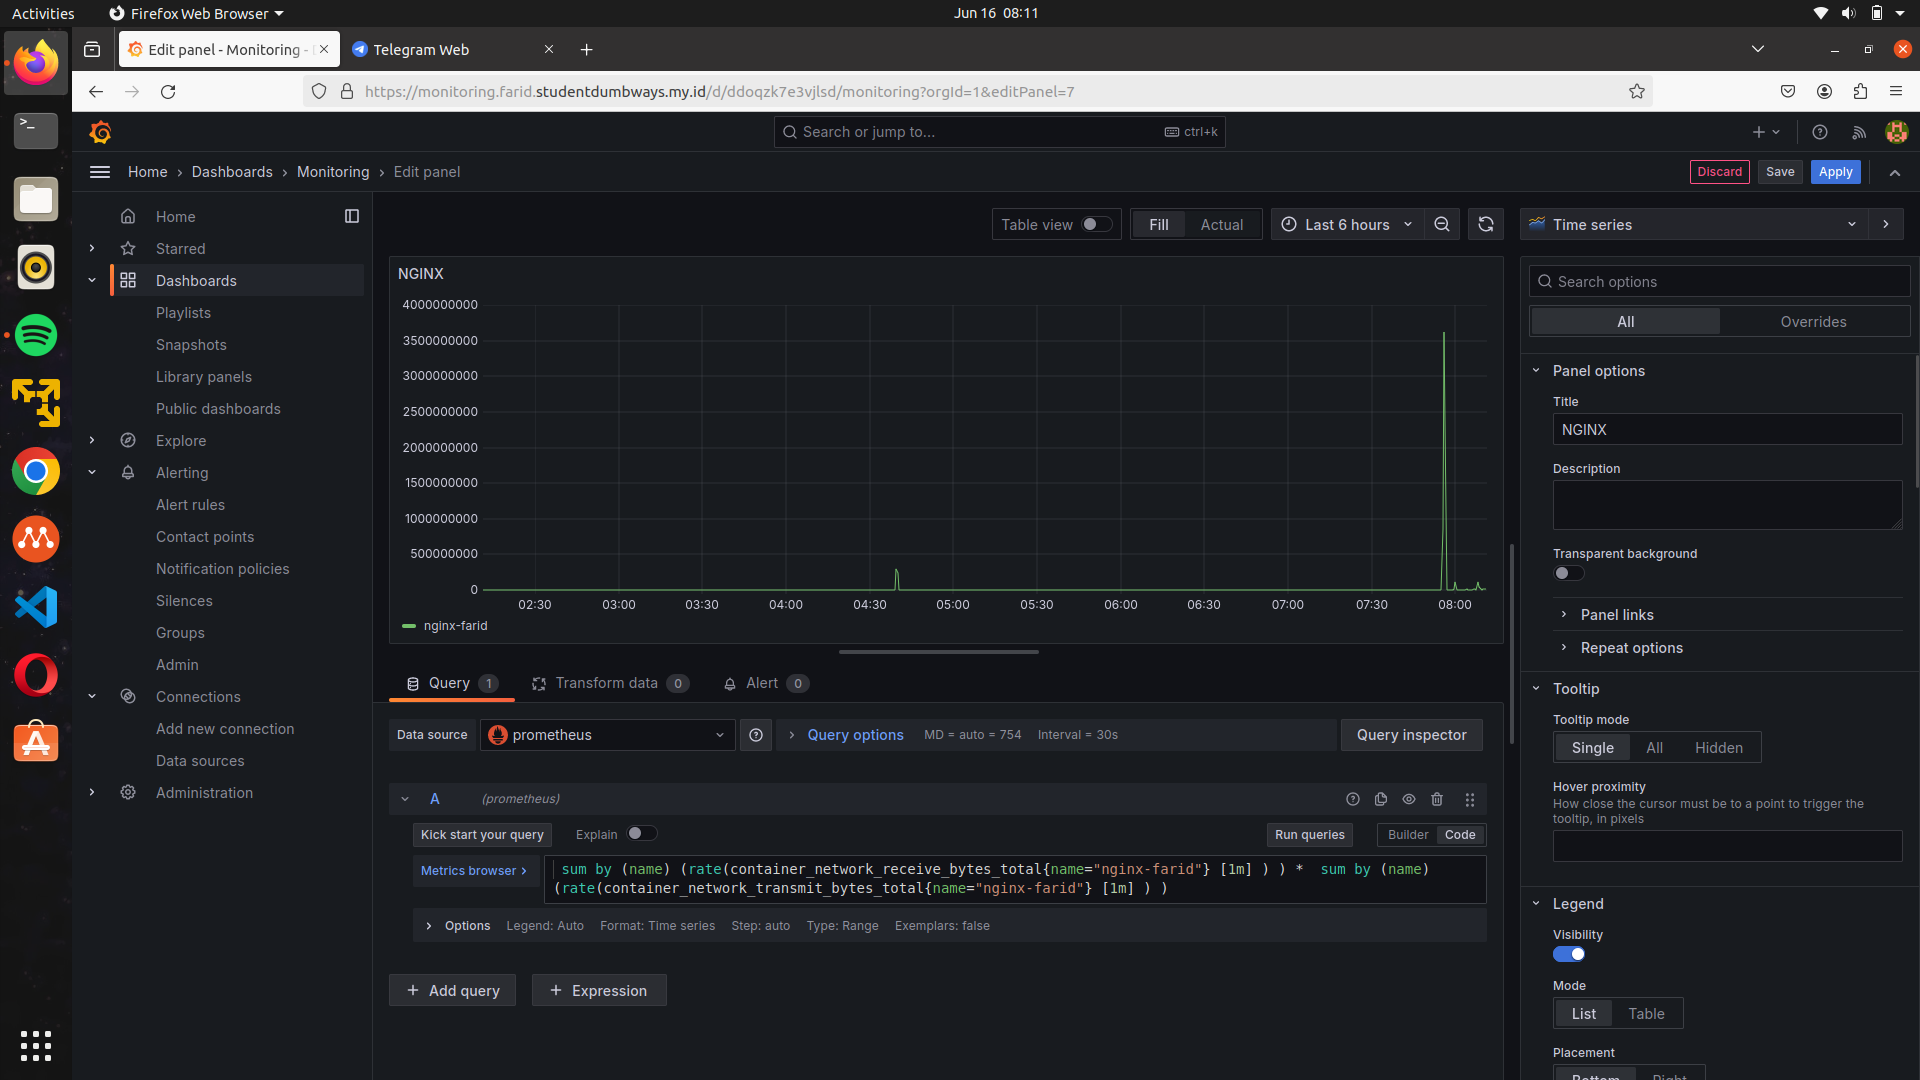 Activities
Firefox Web Browser
Jun 16 08:11
Edit panel - Monitoring -
Telegram Web
https://monitoring.farid.studentdumbways.my.id/d/ddoqzk7e3vjlsd/monitoring?orgId=1&editPanel=7
Search or jump to...
ctrl+k
Home › Dashboards › Monitoring › Edit panel
Discard
Save
Apply
Home
Starred
Dashboards
Playlists
Snapshots
Library panels
Public dashboards
Explore
Alerting
Alert rules
Contact points
Notification policies
Silences
Groups
Admin
Connections
Add new connection
Data sources
Administration
Table view
Fill
Actual
Last 6 hours
Time series
NGINX
4000000000
3500000000
3000000000
2500000000
2000000000
1500000000
1000000000
500000000
0
02:30 03:00 03:30 04:00 04:30 05:00 05:30 06:00 06:30 07:00 07:30 08:00
nginx-farid
Query 1
Transform data 0
Alert 0
Data source
prometheus
Query options
MD = auto = 754
Interval = 30s
Query inspector
A
(prometheus)
Kick start your query
Explain
Run queries
Builder
Code
Metrics browser >
sum by (name) (rate(container_network_receive_bytes_total{name="nginx-farid"} [1m] ) ) *  sum by (name)
(rate(container_network_transmit_bytes_total{name="nginx-farid"} [1m] ) )
Options
Legend: Auto
Format: Time series
Step: auto
Type: Range
Exemplars: false
+ Add query
+ Expression
Search options
All
Overrides
Panel options
Title
NGINX
Description
Transparent background
Panel links
Repeat options
Tooltip
Tooltip mode
Single
All
Hidden
Hover proximity
How close the cursor must be to a point to trigger the
tooltip, in pixels
Legend
Visibility
Mode
List
Table
Placement
Bottom
Right